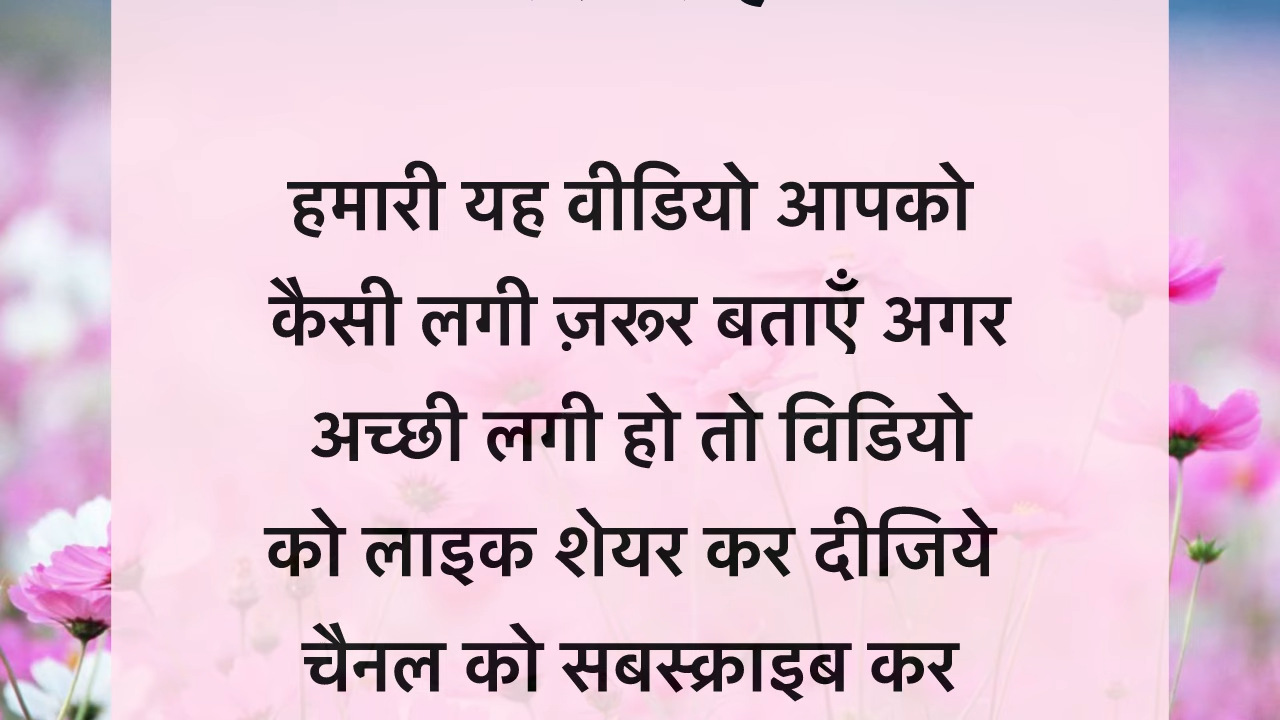 हमारी यह वीडियो आपको
कैसी लगी ज़रूर बताएँ अगर
अच्छी लगी हो तो विडियो
को लाइक शेयर कर दीजिये
चैनल को सबस्क्राइब कर